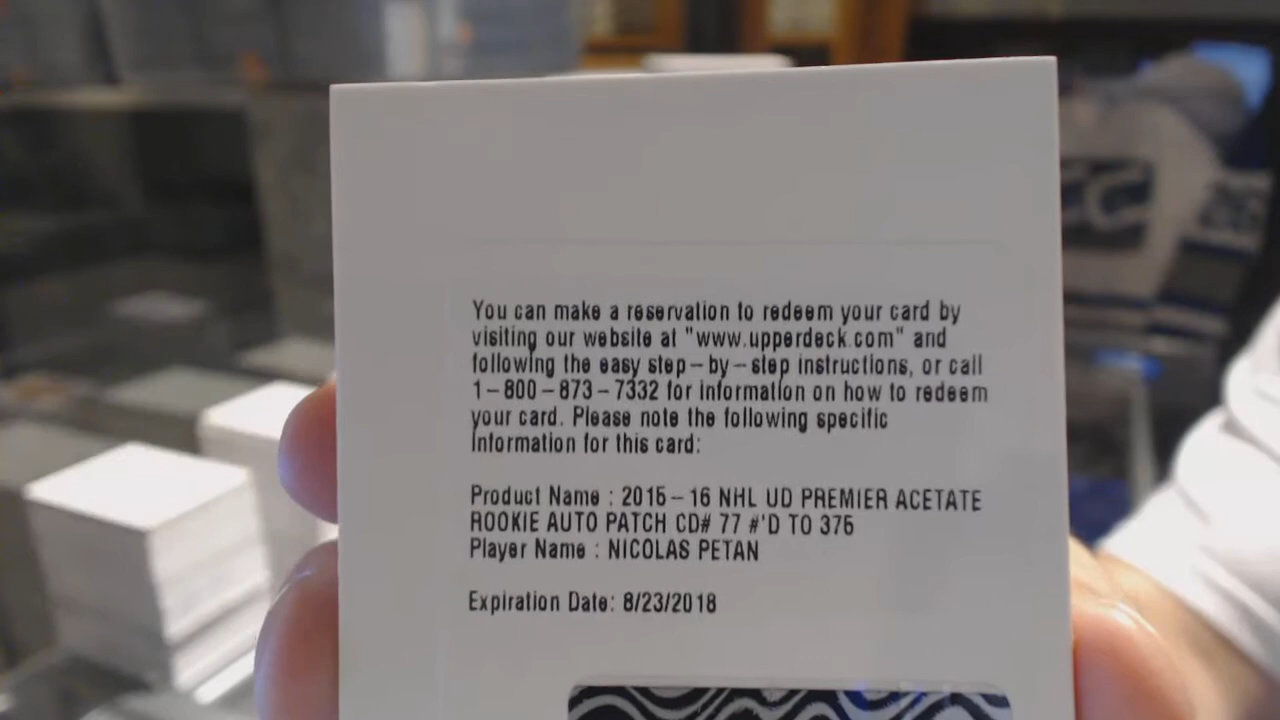 You can make a reservation to redeem your card by
visiting our website at "www.upperdeck.com" and
following the easy step-by-step instructions, or call
1-800-873-7332 for information on how to redeem
your card. Please note the following specific
information for this card:
Product Name : 2015-16 NHL UD PREMIER ACETATE
ROOKIE AUTO PATCH CD# 77 #'D TO 375
Player Name : NICOLAS PETAN
Expiration Date: 8/23/2018